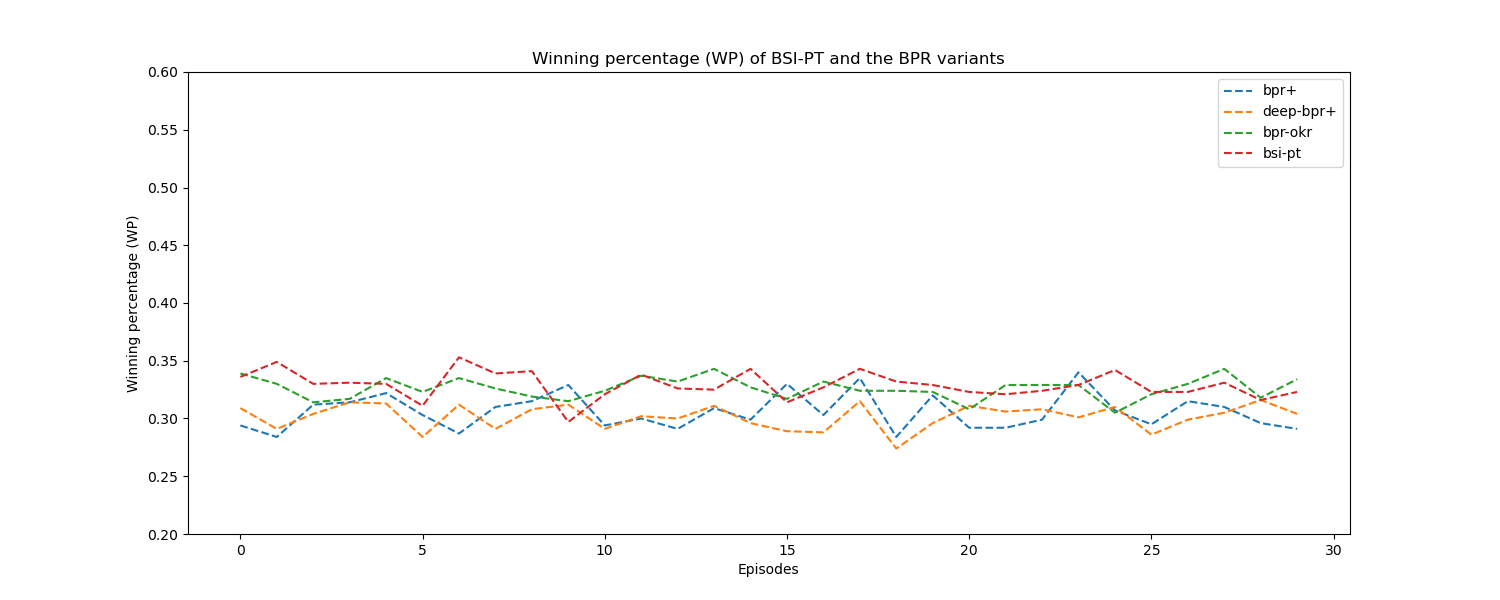 Winning percentage (WP) of BSI-PT and the BPR variants
0.60
0.55
0.50
0.45
0.40
0.35
0.30
0.25
0.20
Winning percentage (WP)
bpr+
deep-bpr+
bpr-okr
bsi-pt
0 5 10 15 20 25 30
Episodes